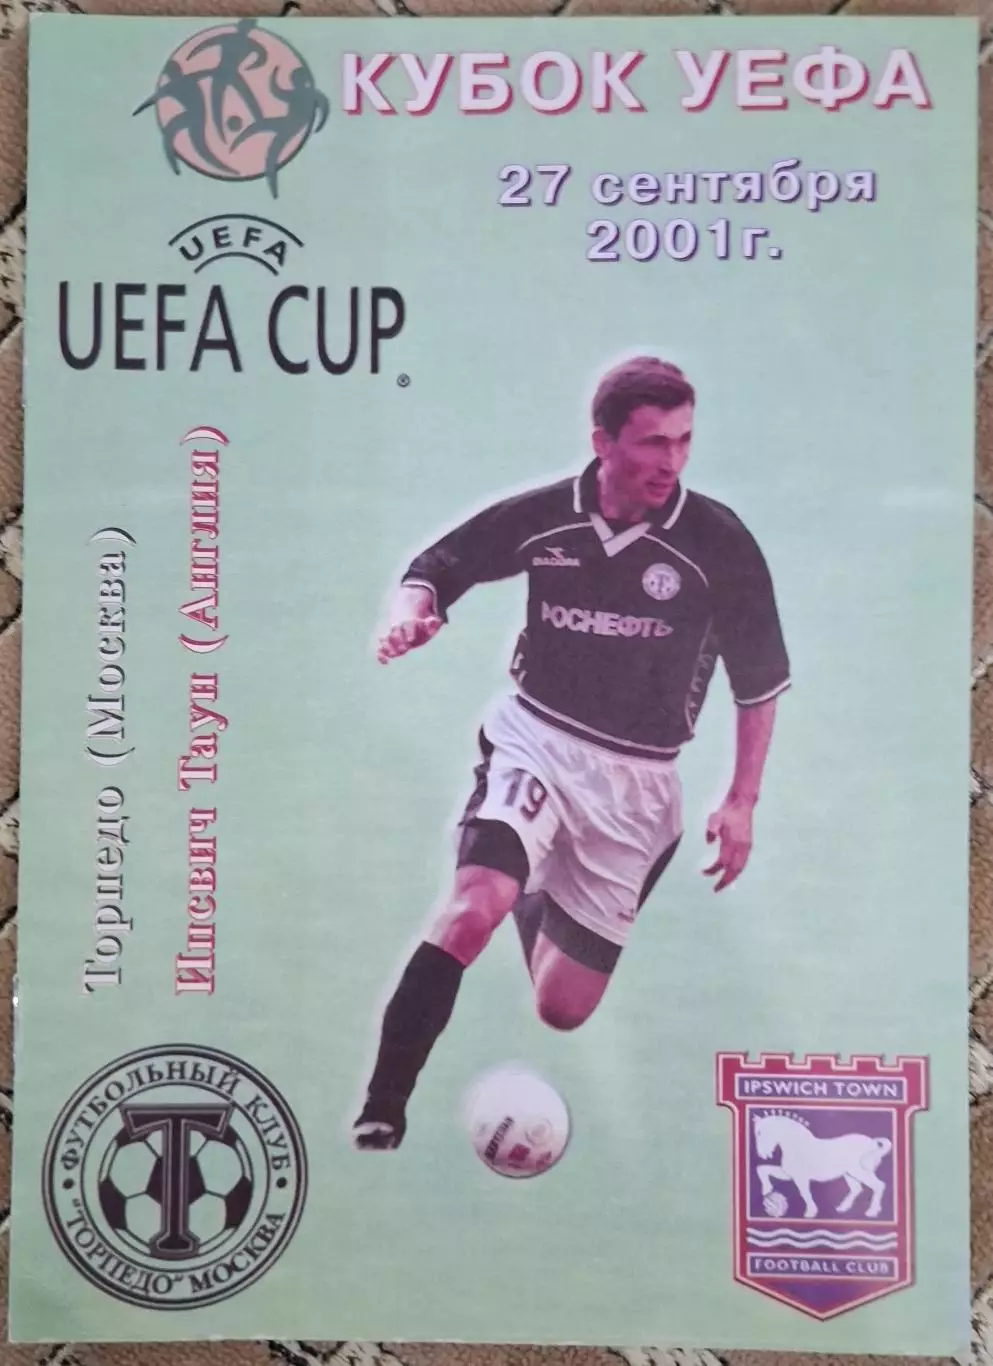 КУБОК УЕФА
27 сентября
2001г.
UEFA
UEFA CUP®
Торпедо (Москва)
Ипсвич Таун (Англия)
DIADORA
РОСНЕФТЬ
T
19
ФУТБОЛЬНЫЙ КЛУБ
Т
"ТОРПЕДО" МОСКВА
IPSWICH TOWN
FOOTBALL CLUB